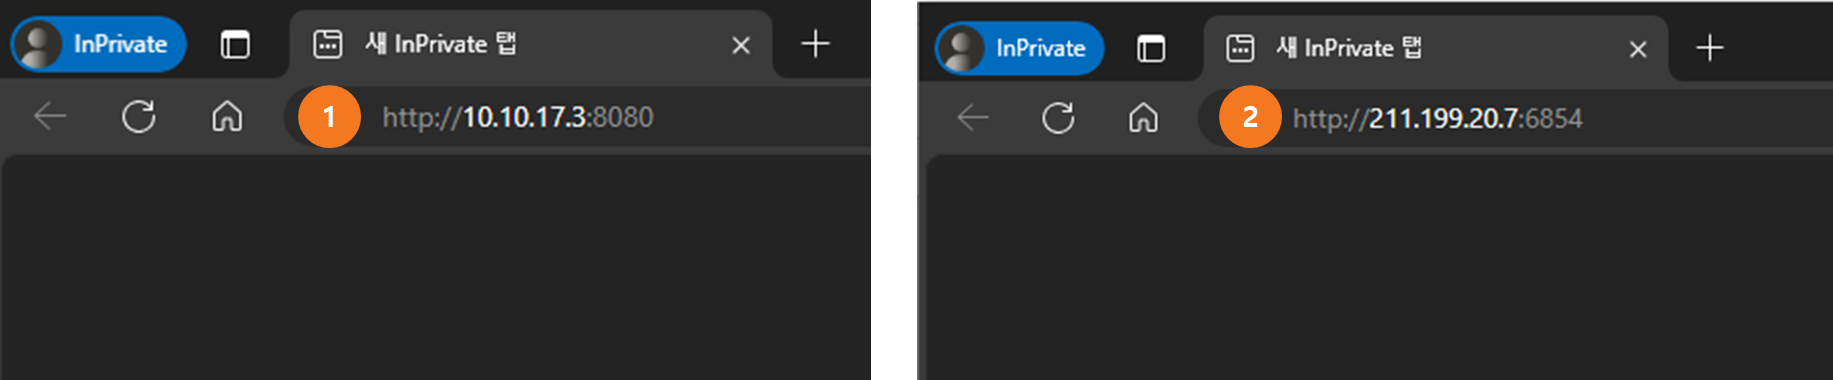 InPrivate
새 InPrivate 탭
1
http://10.10.17.3:8080
InPrivate
새 InPrivate 탭
2
http://211.199.20.7:6854